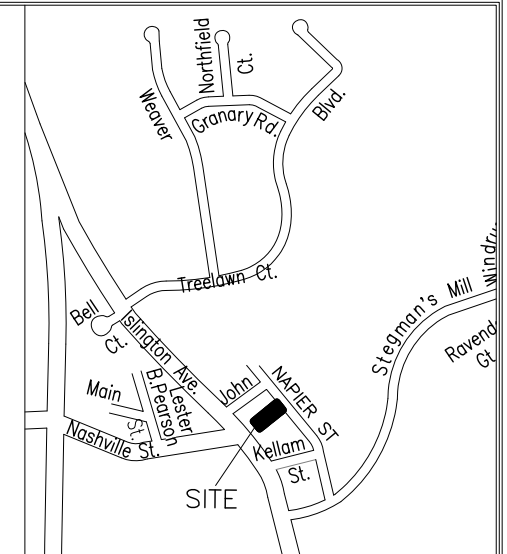 Northfield
Ct.
Weaver
Granary Rd.
Blvd.
Treelawn Ct.
Bell
Ct.
Islington Ave.
Stegman's Mill
Ravend
Gt
Main
St.
Lester
B.Pearson
John
NAPIER ST
Nashville St.
Kellam
St.
SITE